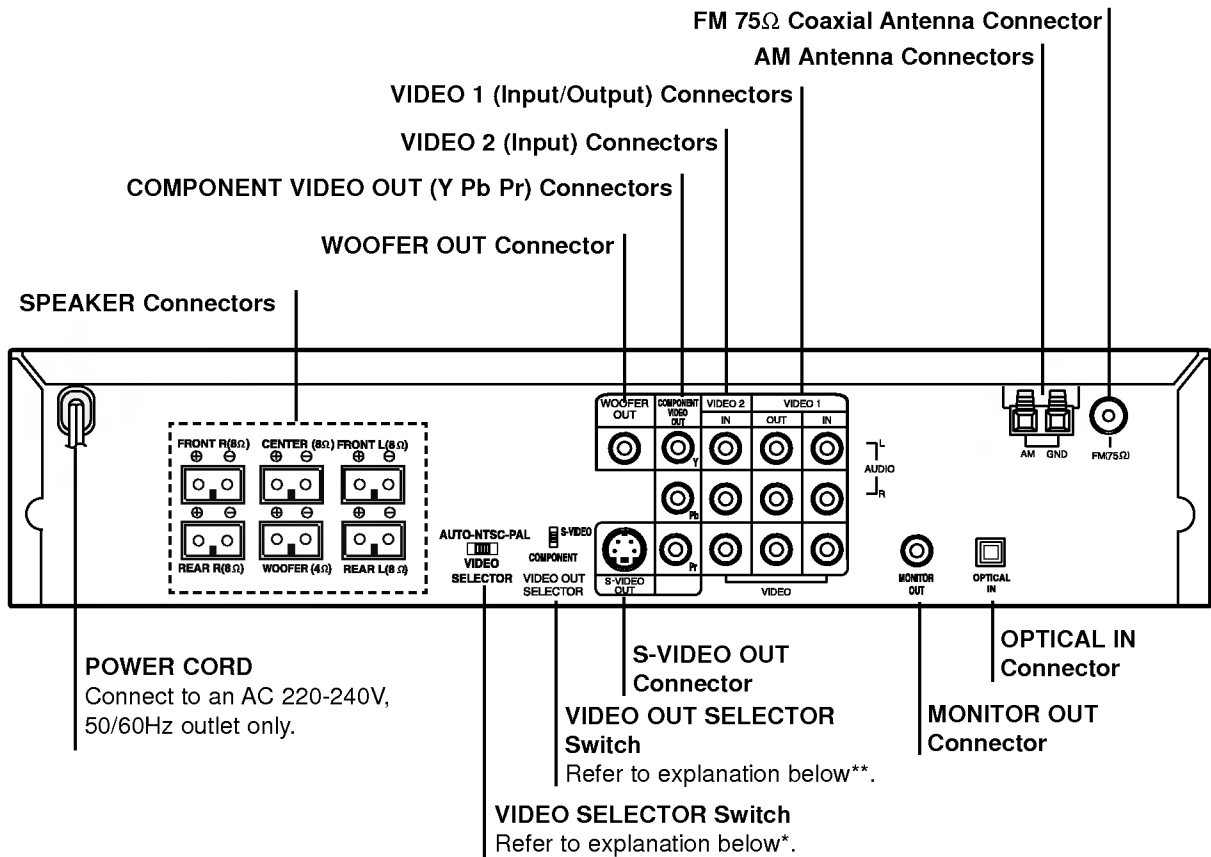 FM 75Ω Coaxial Antenna Connector
AM Antenna Connectors
VIDEO 1 (Input/Output) Connectors
VIDEO 2 (Input) Connectors
COMPONENT VIDEO OUT (Y Pb Pr) Connectors
WOOFER OUT Connector
SPEAKER Connectors
FRONT R(8Ω) CENTER (8Ω) FRONT L(8Ω)
⊕ ⊖ ⊕ ⊖ ⊕ ⊖
⊕ ⊖ ⊕ ⊖ ⊕ ⊖
REAR R(8Ω) WOOFER (4Ω) REAR L(8Ω)
AUTO-NTSC-PAL
VIDEO
SELECTOR
S-VIDEO
COMPONENT
VIDEO OUT
SELECTOR
WOOFER
OUT
COMPONENT
VIDEO
OUT
VIDEO 2
IN
VIDEO 1
OUT IN
Y
Pb
Pr
S-VIDEO
OUT
VIDEO
L
AUDIO
R
AM GND
FM(75Ω)
MONITOR
OUT
OPTICAL
IN
POWER CORD
Connect to an AC 220-240V,
50/60Hz outlet only.
S-VIDEO OUT
Connector
VIDEO OUT SELECTOR
Switch
Refer to explanation below**.
VIDEO SELECTOR Switch
Refer to explanation below*.
MONITOR OUT
Connector
OPTICAL IN
Connector